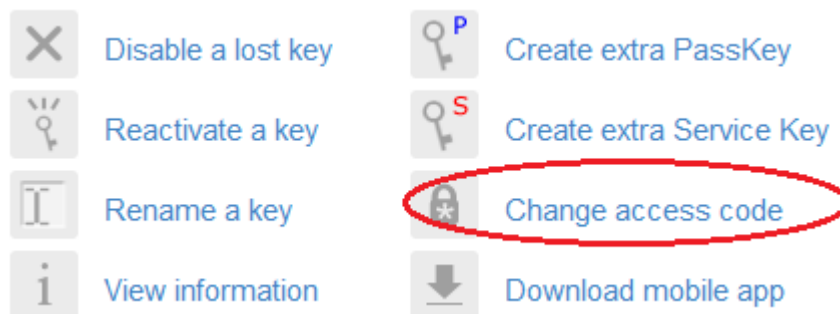 Disable a lost key
P
Create extra PassKey
Reactivate a key
S
Create extra Service Key
Rename a key
*
Change access code
i
View information
Download mobile app